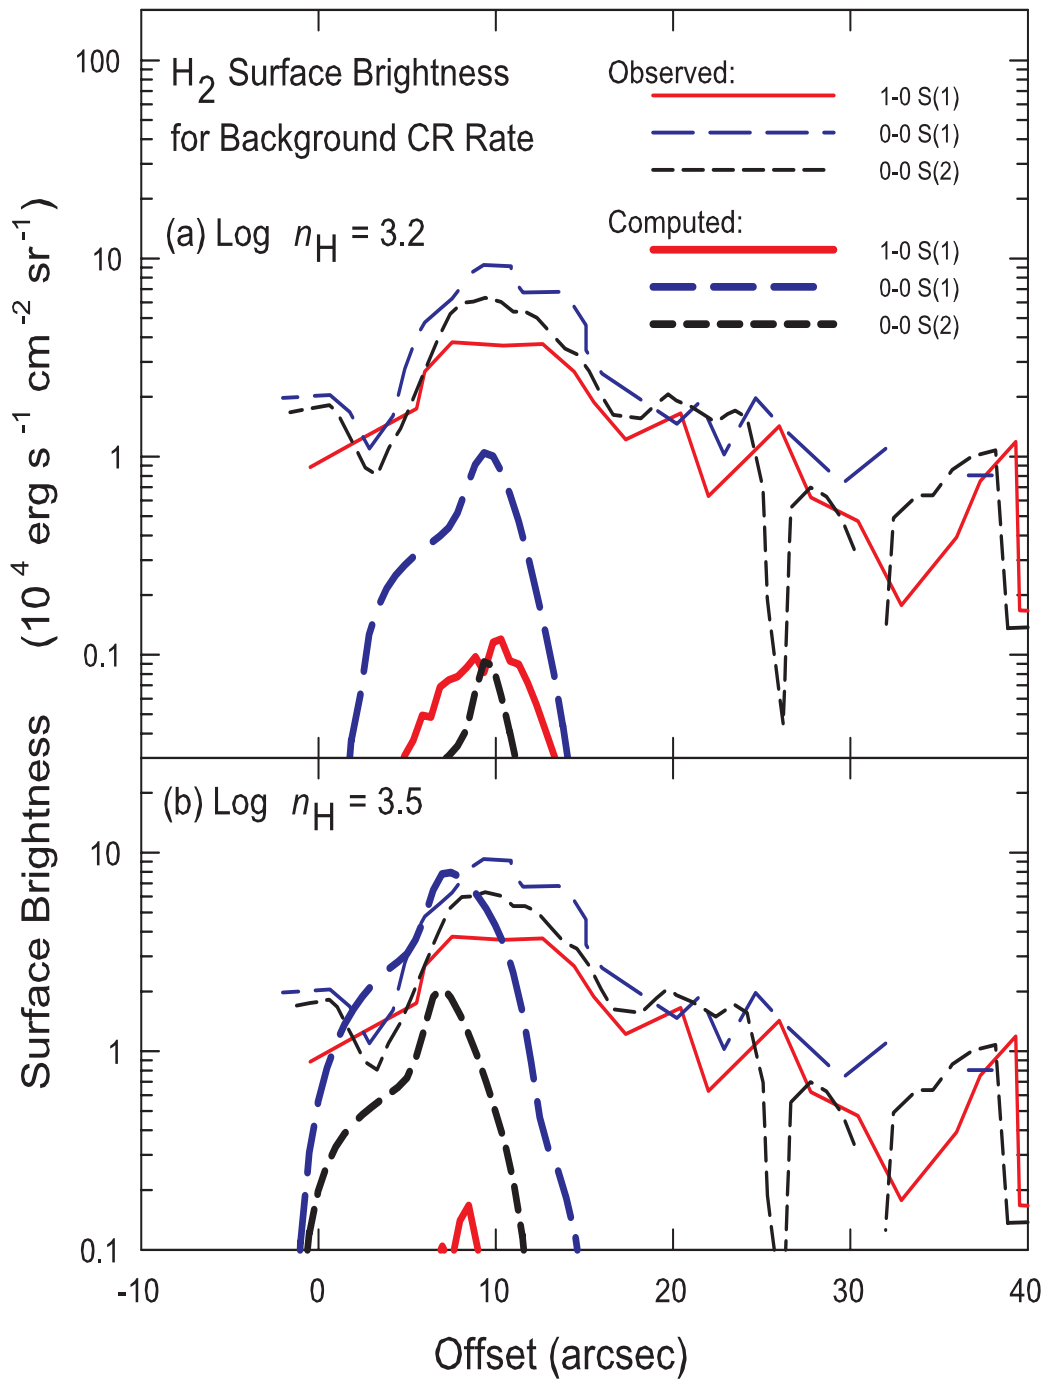 H2 Surface Brightness
for Background CR Rate
Observed:
1-0 S(1)
0-0 S(1)
0-0 S(2)
Computed:
1-0 S(1)
0-0 S(1)
0-0 S(2)
(a) Log nH = 3.2
100
10
1
0.1
(b) Log nH = 3.5
10
1
0.1
-10 0 10 20 30 40
Offset (arcsec)
Surface Brightness (10 4 erg s -1 cm -2 sr -1)